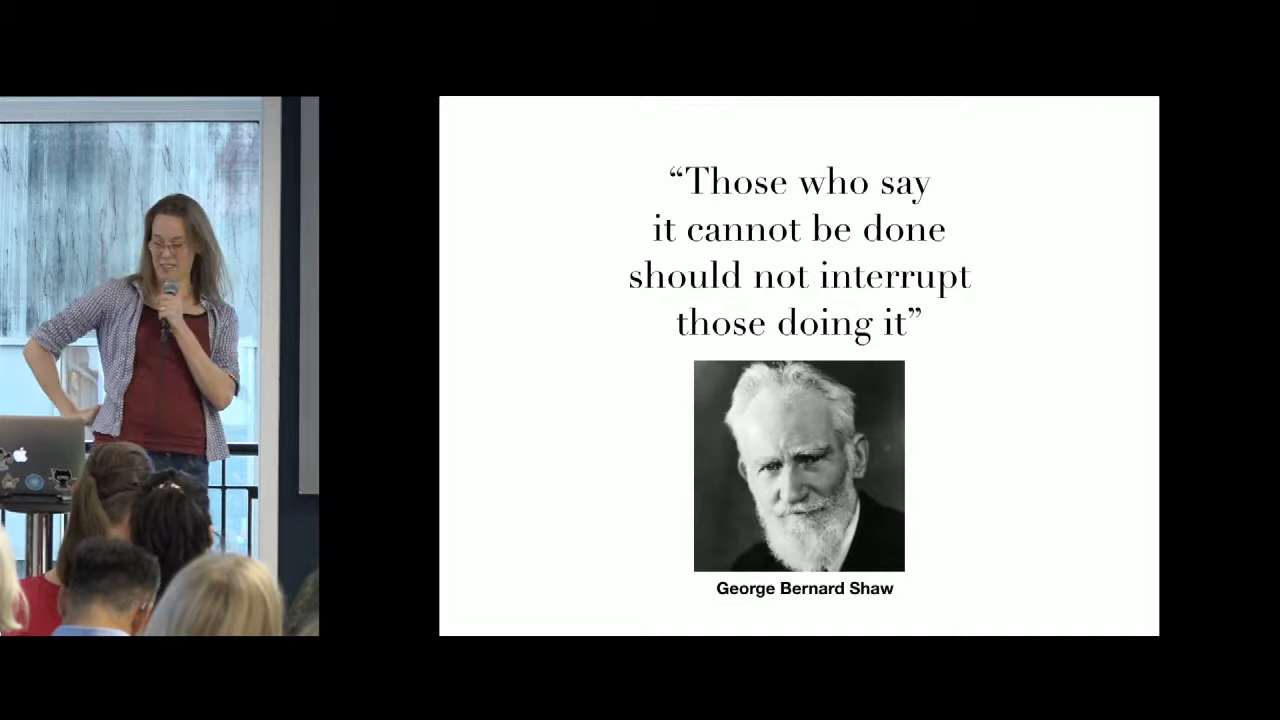 “Those who say
it cannot be done
should not interrupt
those doing it”
George Bernard Shaw